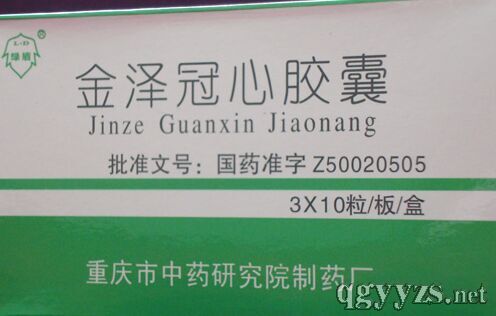 L·D
绿盾
®
金泽冠心胶囊
Jinze Guanxin Jiaonang
批准文号：国药准字 Z50020505
3X10粒/板/盒
重庆市中药研究院制药厂
qgyyzs.net